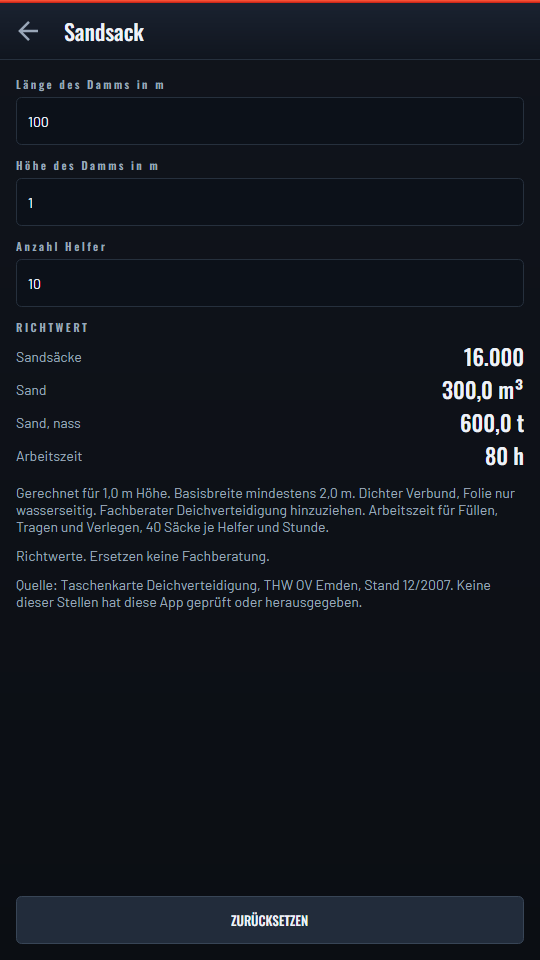 Sandsack
Länge des Damms in m
100
Höhe des Damms in m
1
Anzahl Helfer
10
RICHTWERT
Sandsäcke 16.000
Sand 300,0 m³
Sand, nass 600,0 t
Arbeitszeit 80 h
Gerechnet für 1,0 m Höhe. Basisbreite mindestens 2,0 m. Dichter Verbund, Folie nur
wasserseitig. Fachberater Deichverteidigung hinzuziehen. Arbeitszeit für Füllen,
Tragen und Verlegen, 40 Säcke je Helfer und Stunde.
Richtwerte. Ersetzen keine Fachberatung.
Quelle: Taschenkarte Deichverteidigung, THW OV Emden, Stand 12/2007. Keine
dieser Stellen hat diese App geprüft oder herausgegeben.
ZURÜCKSETZEN